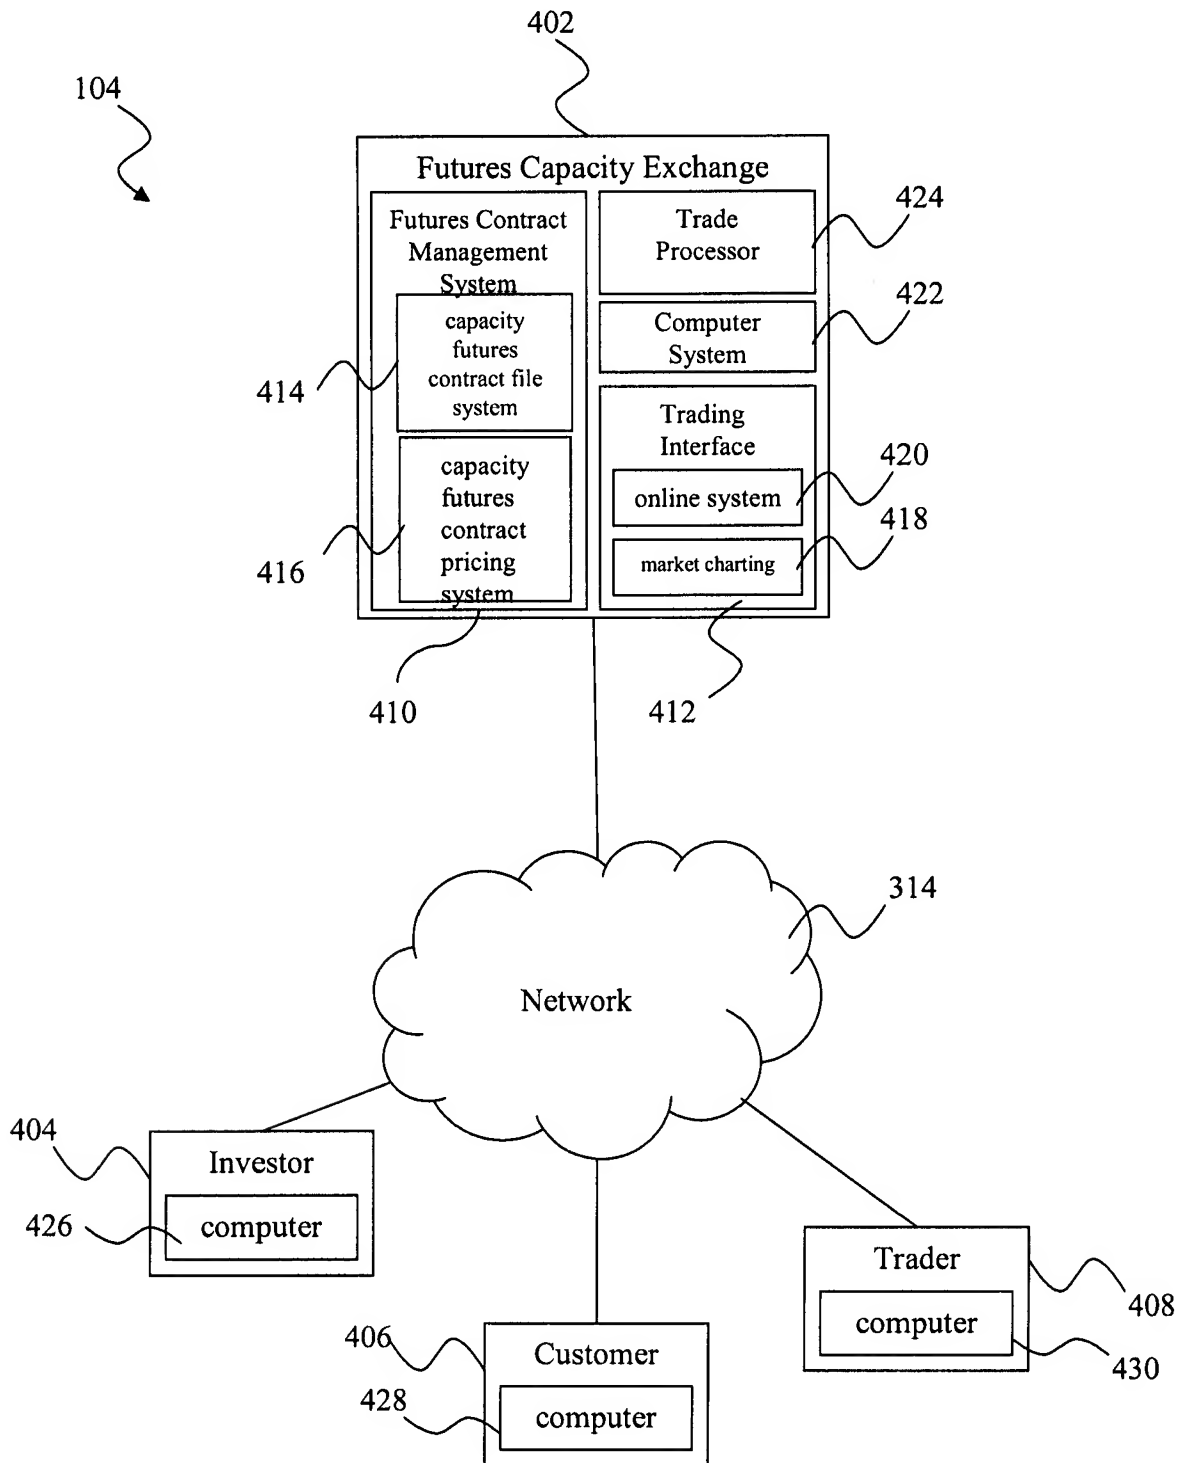 402
104
Futures Capacity Exchange
Futures Contract
Management
System
capacity
futures
contract file
system
414
capacity
futures
contract
pricing
system
416
410
Trade
Processor
424
Computer
System
422
Trading
Interface
online system
420
market charting
418
412
314
Network
404
Investor
computer
426
406
Customer
computer
428
Trader
computer
408
430